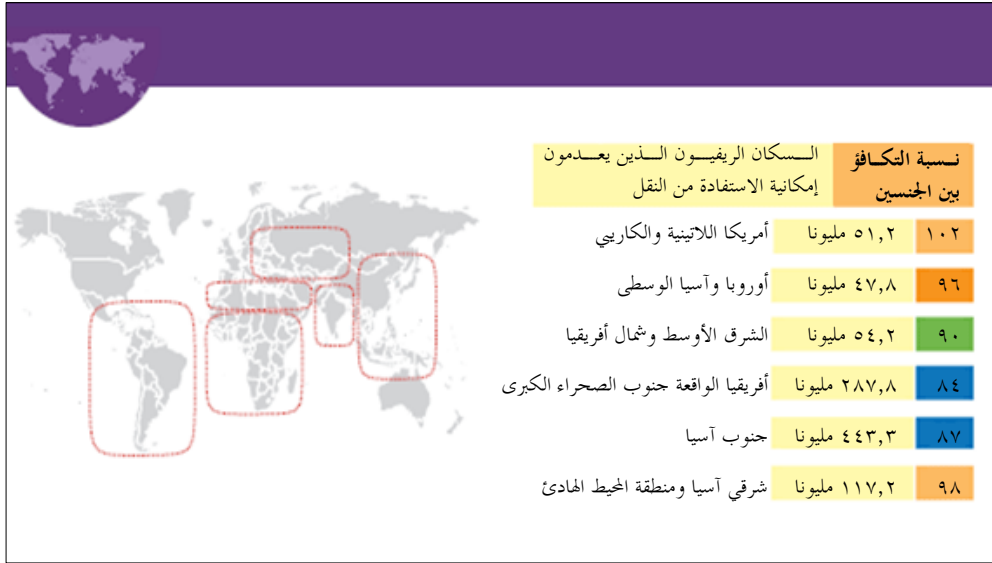 نسبة التكافؤ
بين الجنسين
السكان الريفيون الذين يعدمون
إمكانية الاستفادة من النقل
١٠٢ ٥١,٢ مليونا أمريكا اللاتينية والكاريبي
٩٦ ٤٧,٨ مليونا أوروبا وآسيا الوسطى
٩٠ ٥٤,٢ مليونا الشرق الأوسط وشمال أفريقيا
٨٤ ٢٨٧,٨ مليونا أفريقيا الواقعة جنوب الصحراء الكبرى
٨٧ ٤٤٣,٣ مليونا جنوب آسيا
٩٨ ١١٧,٢ مليونا شرقي آسيا ومنطقة المحيط الهادئ